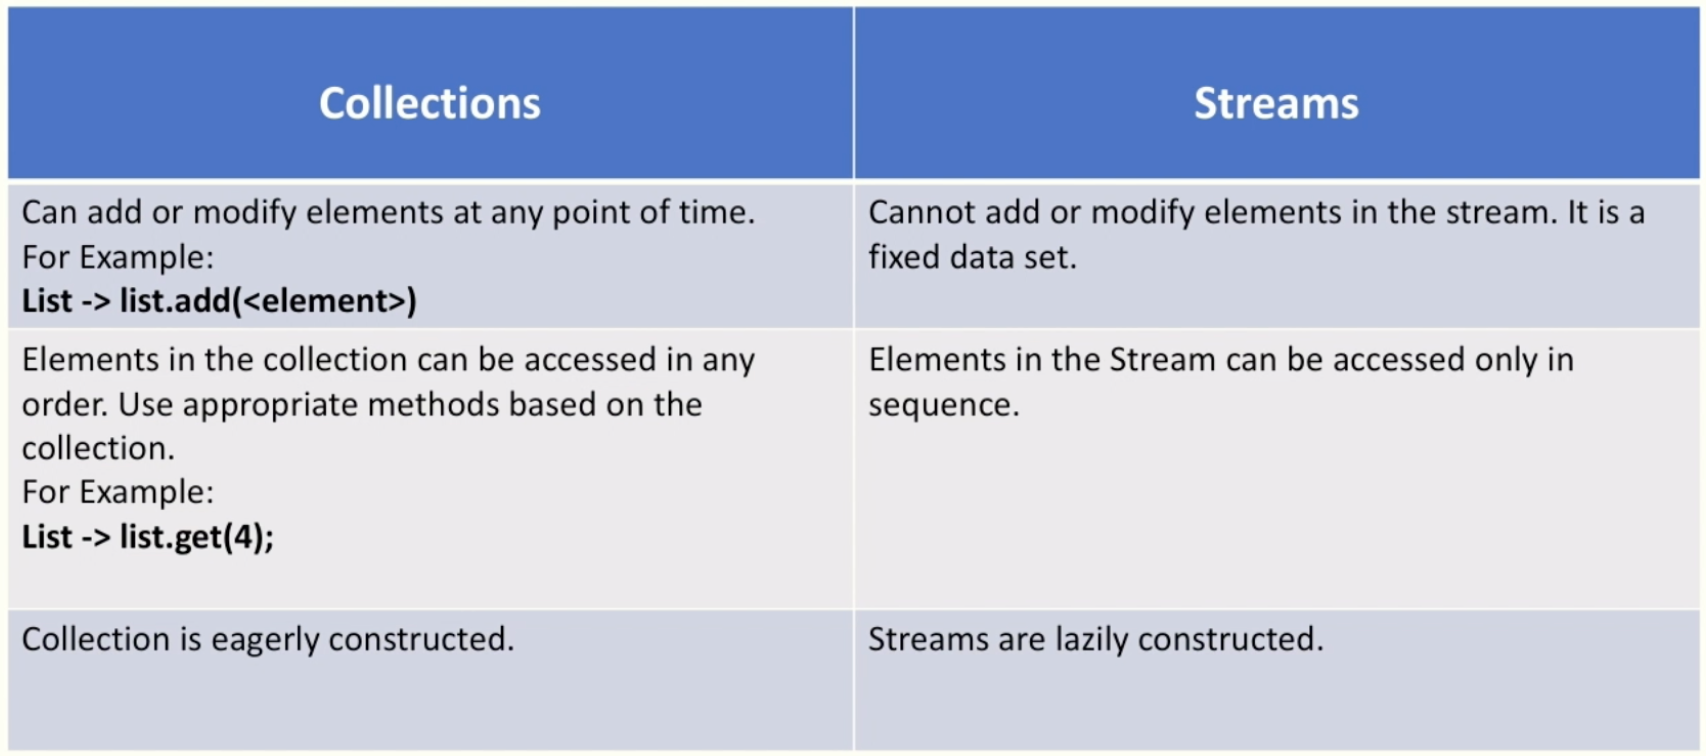 Collections
Streams
Can add or modify elements at any point of time.
For Example:
List -> list.add(<element>)
Cannot add or modify elements in the stream. It is a
fixed data set.
Elements in the collection can be accessed in any
order. Use appropriate methods based on the
collection.
For Example:
List -> list.get(4);
Elements in the Stream can be accessed only in
sequence.
Collection is eagerly constructed.
Streams are lazily constructed.